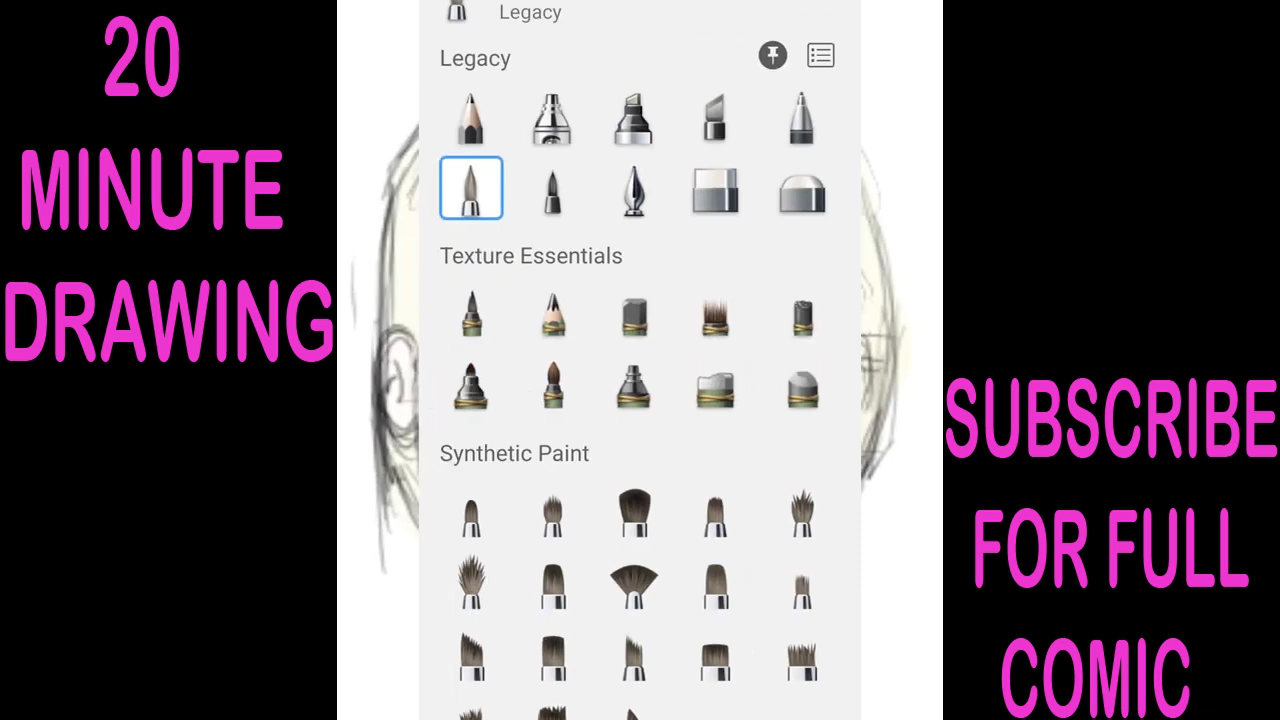 20
MINUTE
DRAWING
Legacy
Legacy
Texture Essentials
Synthetic Paint
SUBSCRIBE
FOR FULL
COMIC